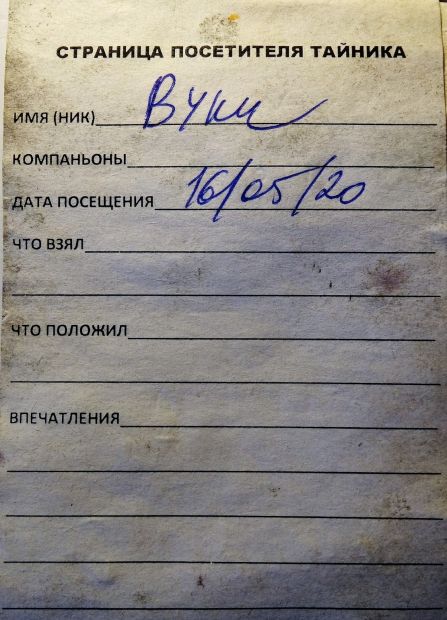 СТРАНИЦА ПОСЕТИТЕЛЯ ТАЙНИКА
ИМЯ (НИК) Вуки
КОМПАНЬОНЫ
ДАТА ПОСЕЩЕНИЯ 16/05/20
ЧТО ВЗЯЛ
ЧТО ПОЛОЖИЛ
ВПЕЧАТЛЕНИЯ